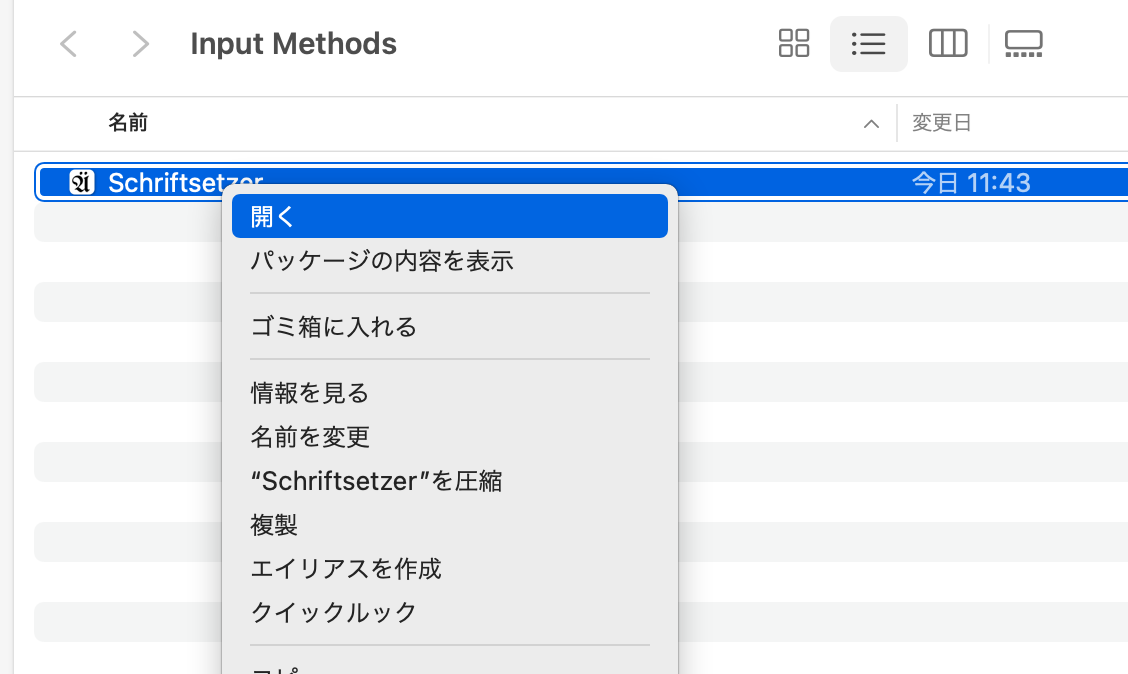 Input Methods
名前
変更日
Schriftsetzer
今日 11:43
開く
パッケージの内容を表示
ゴミ箱に入れる
情報を見る
名前を変更
“Schriftsetzer”を圧縮
複製
エイリアスを作成
クイックルック
コピー